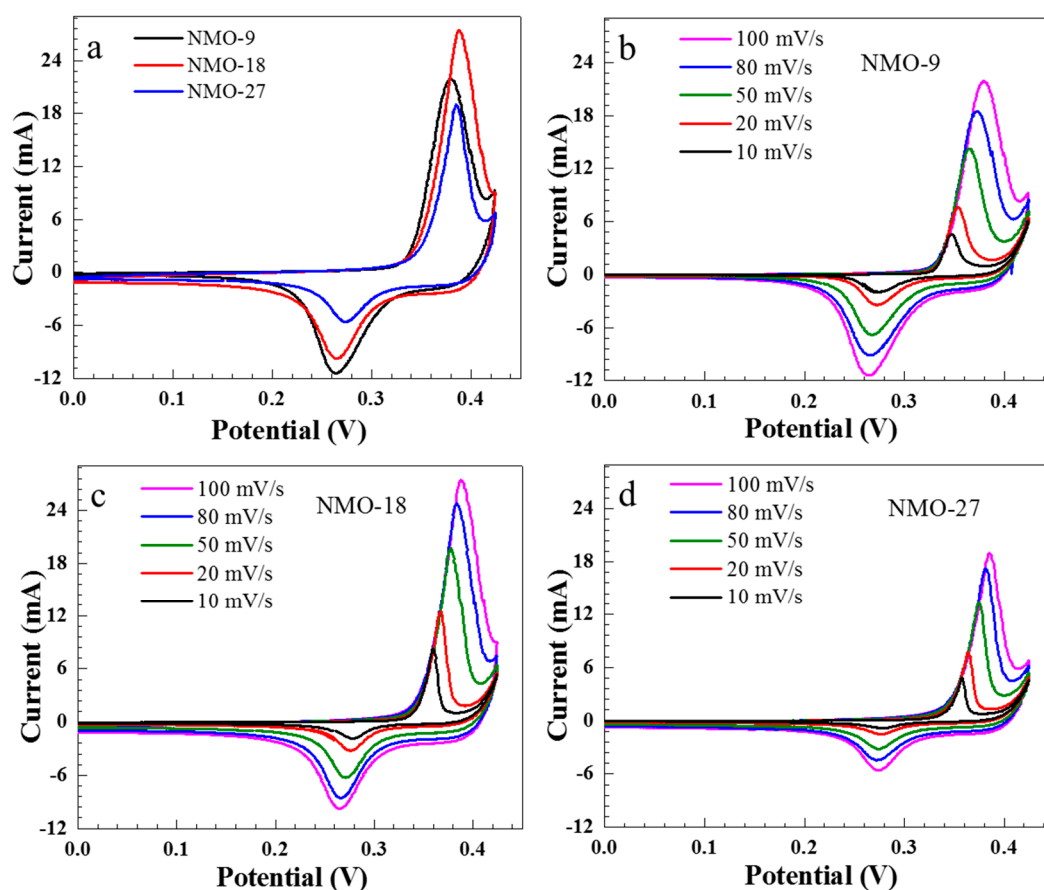 a
NMO-9
NMO-18
NMO-27
24
18
12
6
0
-6
-12
Current (mA)
0.0 0.1 0.2 0.3 0.4
Potential (V)
b
100 mV/s
80 mV/s
50 mV/s
20 mV/s
10 mV/s
NMO-9
24
18
12
6
0
-6
-12
Current (mA)
0.0 0.1 0.2 0.3 0.4
Potential (V)
c
100 mV/s
80 mV/s
50 mV/s
20 mV/s
10 mV/s
NMO-18
24
18
12
6
0
-6
-12
Current (mA)
0.0 0.1 0.2 0.3 0.4
Potential (V)
d
100 mV/s
80 mV/s
50 mV/s
20 mV/s
10 mV/s
NMO-27
24
18
12
6
0
-6
-12
Current (mA)
0.0 0.1 0.2 0.3 0.4
Potential (V)